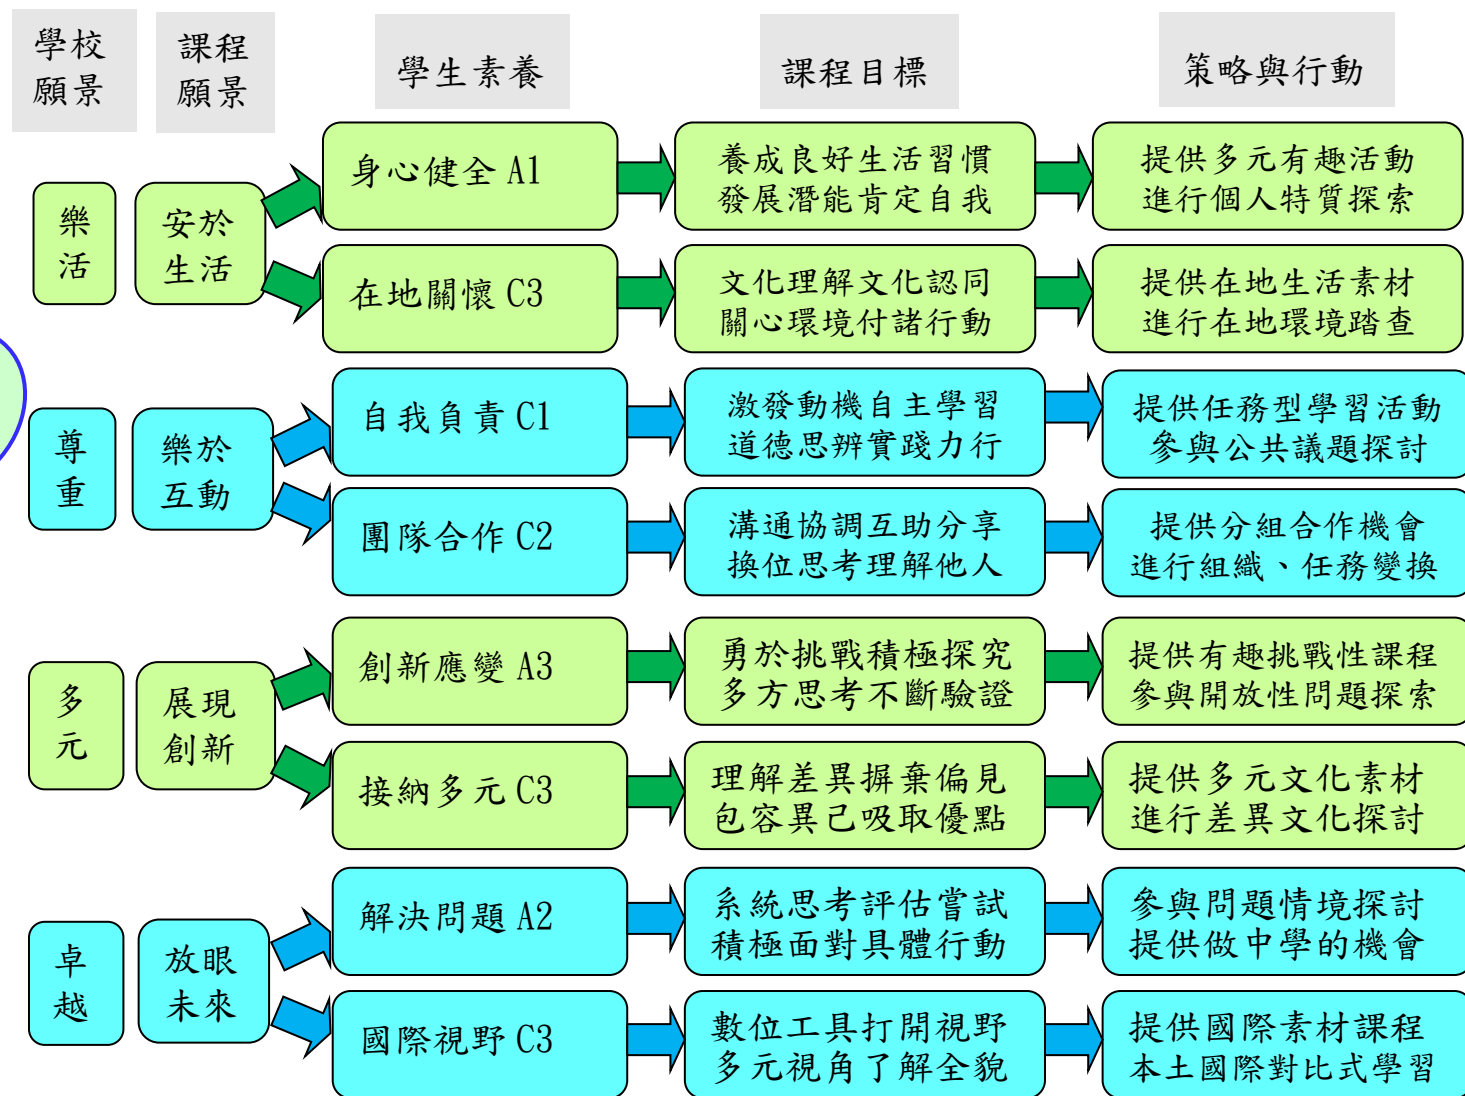 學校
願景
課程
願景
學生素養
課程目標
策略與行動
樂
活
安於
生活
身心健全 A1
養成良好生活習慣
發展潛能肯定自我
提供多元有趣活動
進行個人特質探索
在地關懷 C3
文化理解文化認同
關心環境付諸行動
提供在地生活素材
進行在地環境踏查
尊
重
樂於
互動
自我負責 C1
激發動機自主學習
道德思辨實踐力行
提供任務型學習活動
參與公共議題探討
團隊合作 C2
溝通協調互助分享
換位思考理解他人
提供分組合作機會
進行組織、任務變換
多
元
展現
創新
創新應變 A3
勇於挑戰積極探究
多方思考不斷驗證
提供有趣挑戰性課程
參與開放性問題探索
接納多元 C3
理解差異摒棄偏見
包容異己吸取優點
提供多元文化素材
進行差異文化探討
卓
越
放眼
未來
解決問題 A2
系統思考評估嘗試
積極面對具體行動
參與問題情境探討
提供做中學的機會
國際視野 C3
數位工具打開視野
多元視角了解全貌
提供國際素材課程
本土國際對比式學習